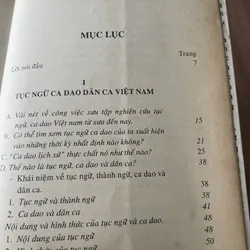 MỤC LỤC
Trang
Lời nói đầu 7
I
TỤC NGỮ CA DAO DÂN CA VIỆT NAM
A. Vài nét về công việc sưu tập nghiên cứu tục
ngữ, ca dao Việt Nam từ xưa đến nay. 15
B. Có thể tìm xem tục ngữ ca dao của ta xuất hiện
vào những thời kỳ nhất định nào không? 21
C. "Ca dao lịch sử" thực chất nó như thế nào? 25
D. Thế nào là tục ngữ, ca dao và dân ca? 38
- Khái niệm về tục ngữ, thành ngữ, ca dao và
dân ca. 38
1. Tục ngữ và thành ngữ 38
2. Ca dao và dân ca 41
Nội dung và hình thức của tục ngữ và ca dao. 48
1. Nội dung của tục ngữ 48
50